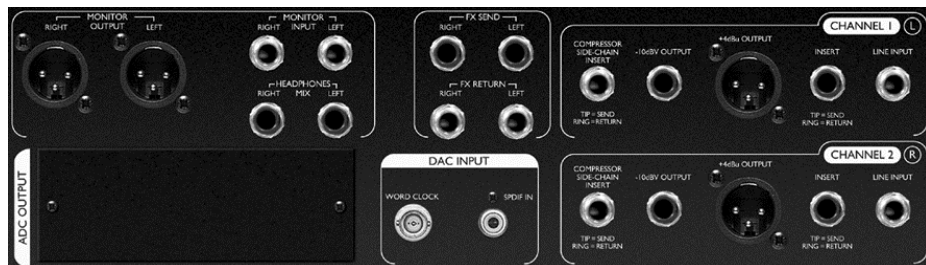 MONITOR
OUTPUT
RIGHT
LEFT
MONITOR
INPUT
RIGHT
LEFT
HEADPHONES
MIX
RIGHT
LEFT
FX SEND
RIGHT
LEFT
FX RETURN
RIGHT
LEFT
CHANNEL 1 L
COMPRESSOR
SIDE-CHAIN
INSERT
-10dBV OUTPUT
+4dBu OUTPUT
INSERT
LINE INPUT
TIP = SEND
RING = RETURN
TIP = SEND
RING = RETURN
ADC OUTPUT
DAC INPUT
WORD CLOCK
SPDIF IN
CHANNEL 2 R
COMPRESSOR
SIDE-CHAIN
INSERT
-10dBV OUTPUT
+4dBu OUTPUT
INSERT
LINE INPUT
TIP = SEND
RING = RETURN
TIP = SEND
RING = RETURN